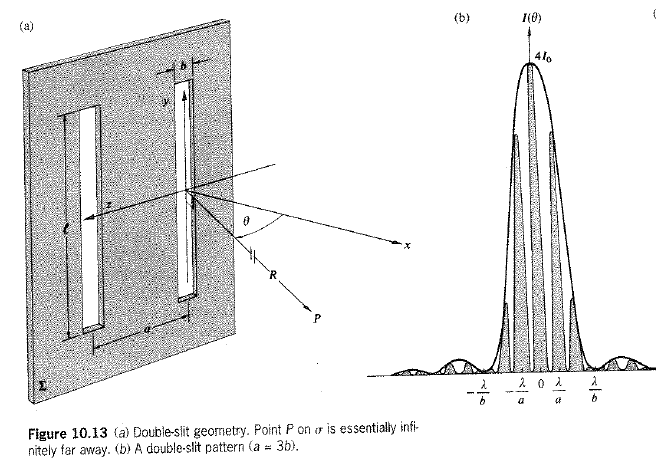 (a)
b
y
z
ℓ
θ
x
R
a
P
Σ
(b)
I(θ)
4I₀
−λ/b −λ/a 0 λ/a λ/b
Figure 10.13 (a) Double-slit geometry. Point P on σ is essentially infi-
nitely far away. (b) A double-slit pattern (a = 3b).